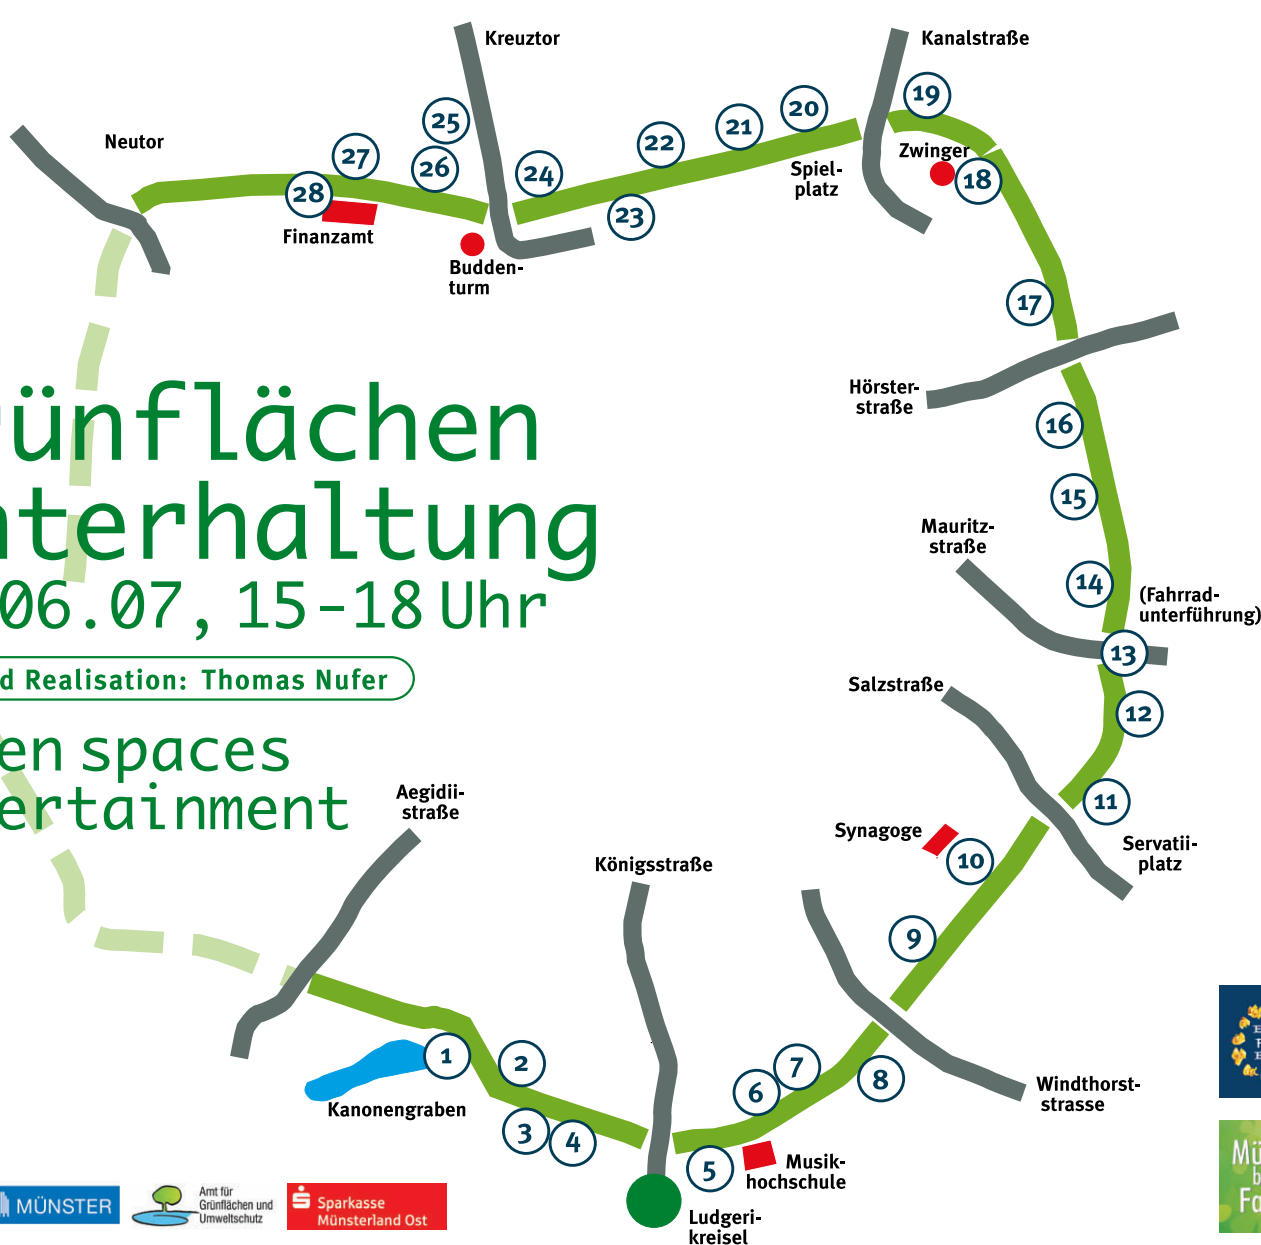 Kreuztor
Kanalstraße
Neutor
19
20
25
21
22
27
26
24
Zwinger
Spiel-
platz
18
28
23
Finanzamt
Budden-
turm
17
Hörster-
straße
ünflächen
16
15
nterhaltung
Mauritz-
straße
14
(Fahrrad-
unterführung)
06.07, 15-18 Uhr
13
d Realisation: Thomas Nufer
Salzstraße
12
en spaces
ertainment
Aegidii-
straße
11
Synagoge
Servatii-
platz
10
Königsstraße
9
1
2
7
6
8
Windthorst-
strasse
Kanonengraben
3
4
5
Musik-
hochschule
Ludgeri-
kreisel
MÜNSTER
Amt für
Grünflächen und
Umweltschutz
Sparkasse
Münsterland Ost
Mü
b
Fa